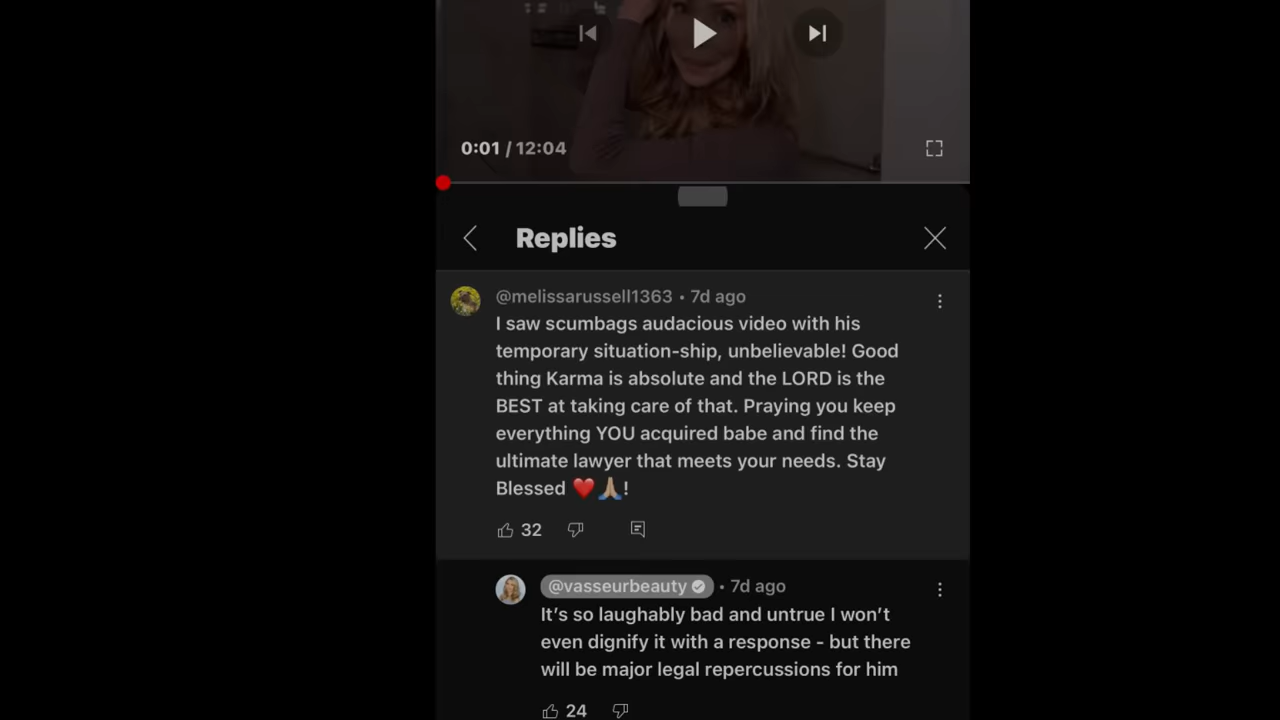 0:01 / 12:04
Replies
@melissarussell1363 • 7d ago
I saw scumbags audacious video with his
temporary situation-ship, unbelievable! Good
thing Karma is absolute and the LORD is the
BEST at taking care of that. Praying you keep
everything YOU acquired babe and find the
ultimate lawyer that meets your needs. Stay
Blessed ❤️🙏🏼!
32
@vasseurbeauty • 7d ago
It’s so laughably bad and untrue I won’t
even dignify it with a response - but there
will be major legal repercussions for him
24